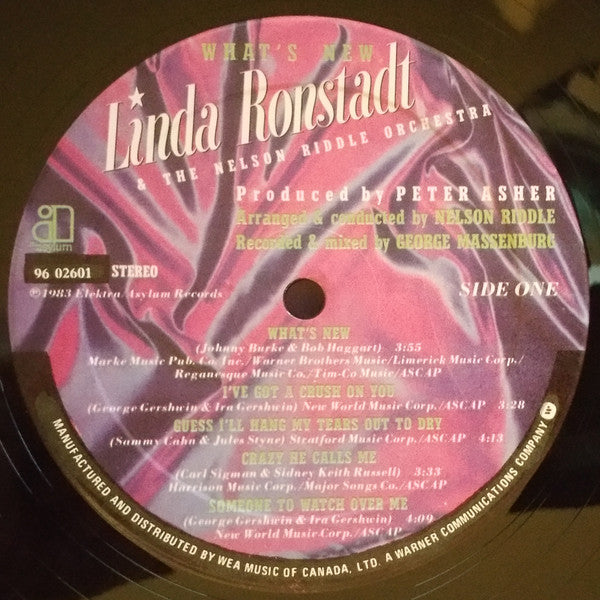 WHAT'S NEW
Linda Ronstadt
& THE NELSON RIDDLE ORCHESTRA
Produced by PETER ASHER
Arranged & conducted by NELSON RIDDLE
Recorded & mixed by GEORGE MASSENBURG
asylum
96 02601 STEREO
℗1983 Elektra/Asylum Records
SIDE ONE
WHAT'S NEW
(Johnny Burke & Bob Haggart) 3:55
Marke Music Pub. Co. Inc./Warner Brothers Music/Limerick Music Corp./
Reganesque Music Co./Tim-Co Music/ASCAP
I'VE GOT A CRUSH ON YOU
(George Gershwin & Ira Gershwin) New World Music Corp./ASCAP 3:28
GUESS I'LL HANG MY TEARS OUT TO DRY
(Sammy Cahn & Jules Styne) Stratford Music Corp./ASCAP 4:13
CRAZY HE CALLS ME
(Carl Sigman & Sidney Keith Russell) 3:33
Harrison Music Corp./Major Songs Co./ASCAP
SOMEONE TO WATCH OVER ME
(George Gershwin & Ira Gershwin) 4:09
New World Music Corp./ASCAP
MANUFACTURED AND DISTRIBUTED BY WEA MUSIC OF CANADA, LTD. A WARNER COMMUNICATIONS COMPANY